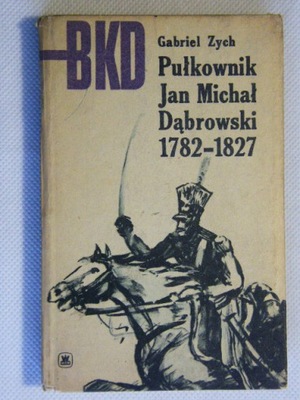 BKD
Gabriel Zych
Pułkownik
Jan Michał
Dąbrowski
1782-1827